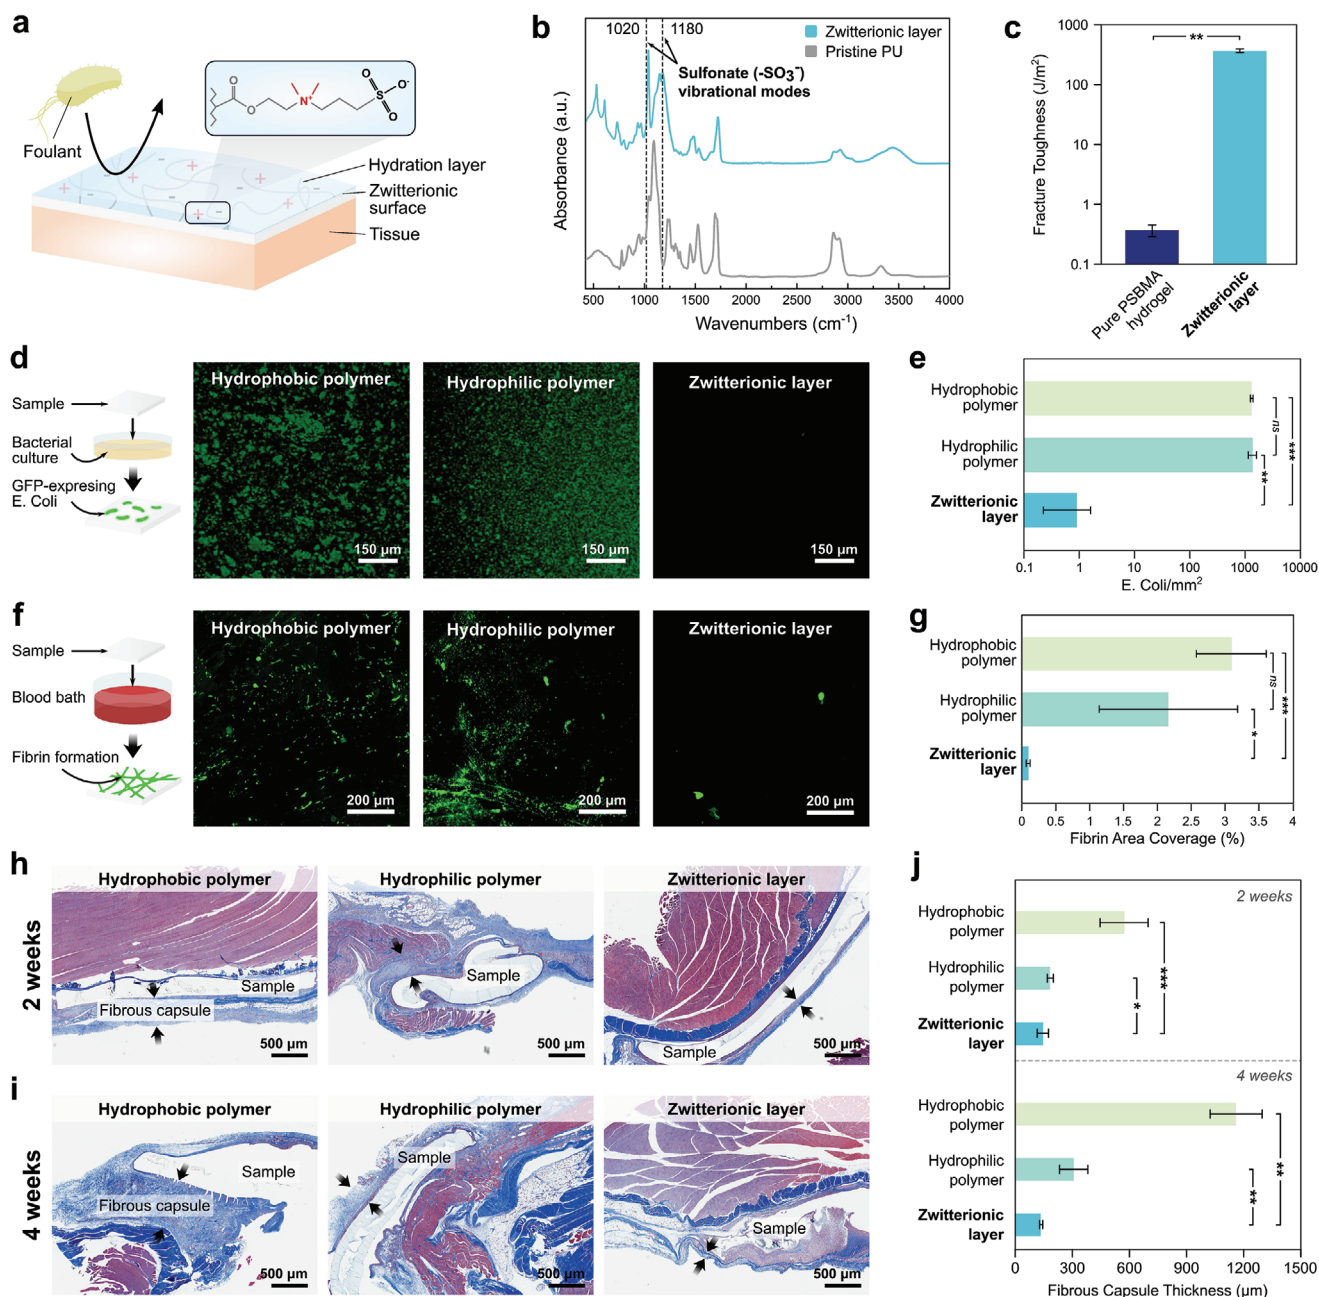 a
Foulant
O
O
N⁺
O
S
O⁻
O
Hydration layer
Zwitterionic
surface
Tissue
b
1020
1180
Zwitterionic layer
Pristine PU
Sulfonate (-SO₃⁻)
vibrational modes
Absorbance (a.u.)
500 1000 1500 2000 2500 3000 3500 4000
Wavenumbers (cm⁻¹)
c
Fracture Toughness (J/m²)
1000
100
10
1
0.1
**
Pure PSBMA
hydrogel
Zwitterionic
layer
d
Sample
Bacterial
culture
GFP-expresing
E. Coli
Hydrophobic polymer
150 µm
Hydrophilic polymer
150 µm
Zwitterionic layer
150 µm
e
Hydrophobic
polymer
Hydrophilic
polymer
Zwitterionic
layer
ns
**
***
0.1 1 10 100 1000 10000
E. Coli/mm²
f
Sample
Blood bath
Fibrin formation
Hydrophobic polymer
200 µm
Hydrophilic polymer
200 µm
Zwitterionic layer
200 µm
g
Hydrophobic
polymer
Hydrophilic
polymer
Zwitterionic
layer
ns
*
***
0 0.5 1 1.5 2 2.5 3 3.5 4
Fibrin Area Coverage (%)
h
2 weeks
Hydrophobic polymer
Sample
Fibrous capsule
500 µm
Hydrophilic polymer
Sample
500 µm
Zwitterionic layer
Sample
500 µm
i
4 weeks
Hydrophobic polymer
Sample
Fibrous capsule
500 µm
Hydrophilic polymer
Sample
500 µm
Zwitterionic layer
Sample
500 µm
j
2 weeks
Hydrophobic
polymer
Hydrophilic
polymer
Zwitterionic
layer
*
***
4 weeks
Hydrophobic
polymer
Hydrophilic
polymer
Zwitterionic
layer
**
**
0 300 600 900 1200 1500
Fibrous Capsule Thickness (µm)